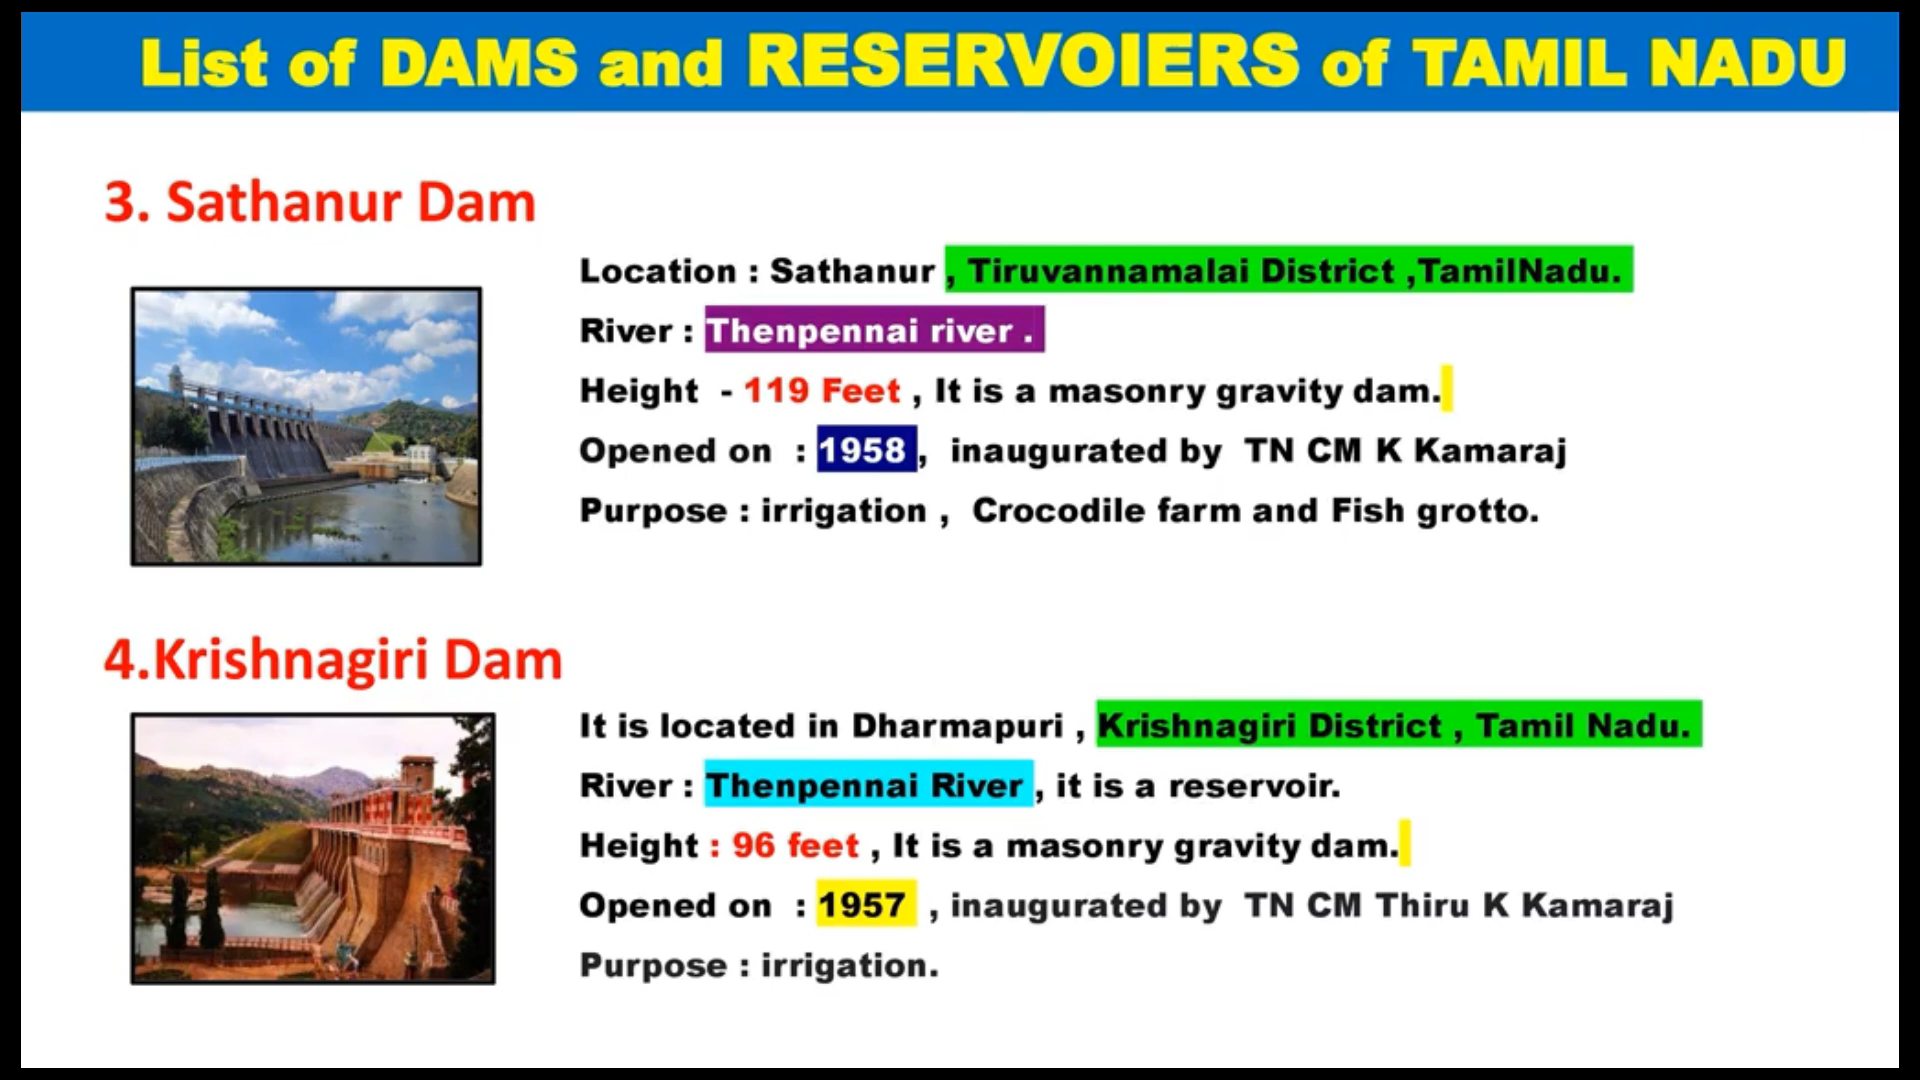 List of DAMS and RESERVOIERS of TAMIL NADU
3. Sathanur Dam
Location : Sathanur , Tiruvannamalai District ,TamilNadu.
River : Thenpennai river .
Height - 119 Feet , It is a masonry gravity dam.
Opened on : 1958 , inaugurated by TN CM K Kamaraj
Purpose : irrigation , Crocodile farm and Fish grotto.
4.Krishnagiri Dam
It is located in Dharmapuri , Krishnagiri District , Tamil Nadu.
River : Thenpennai River , it is a reservoir.
Height : 96 feet , It is a masonry gravity dam.
Opened on : 1957 , inaugurated by TN CM Thiru K Kamaraj
Purpose : irrigation.